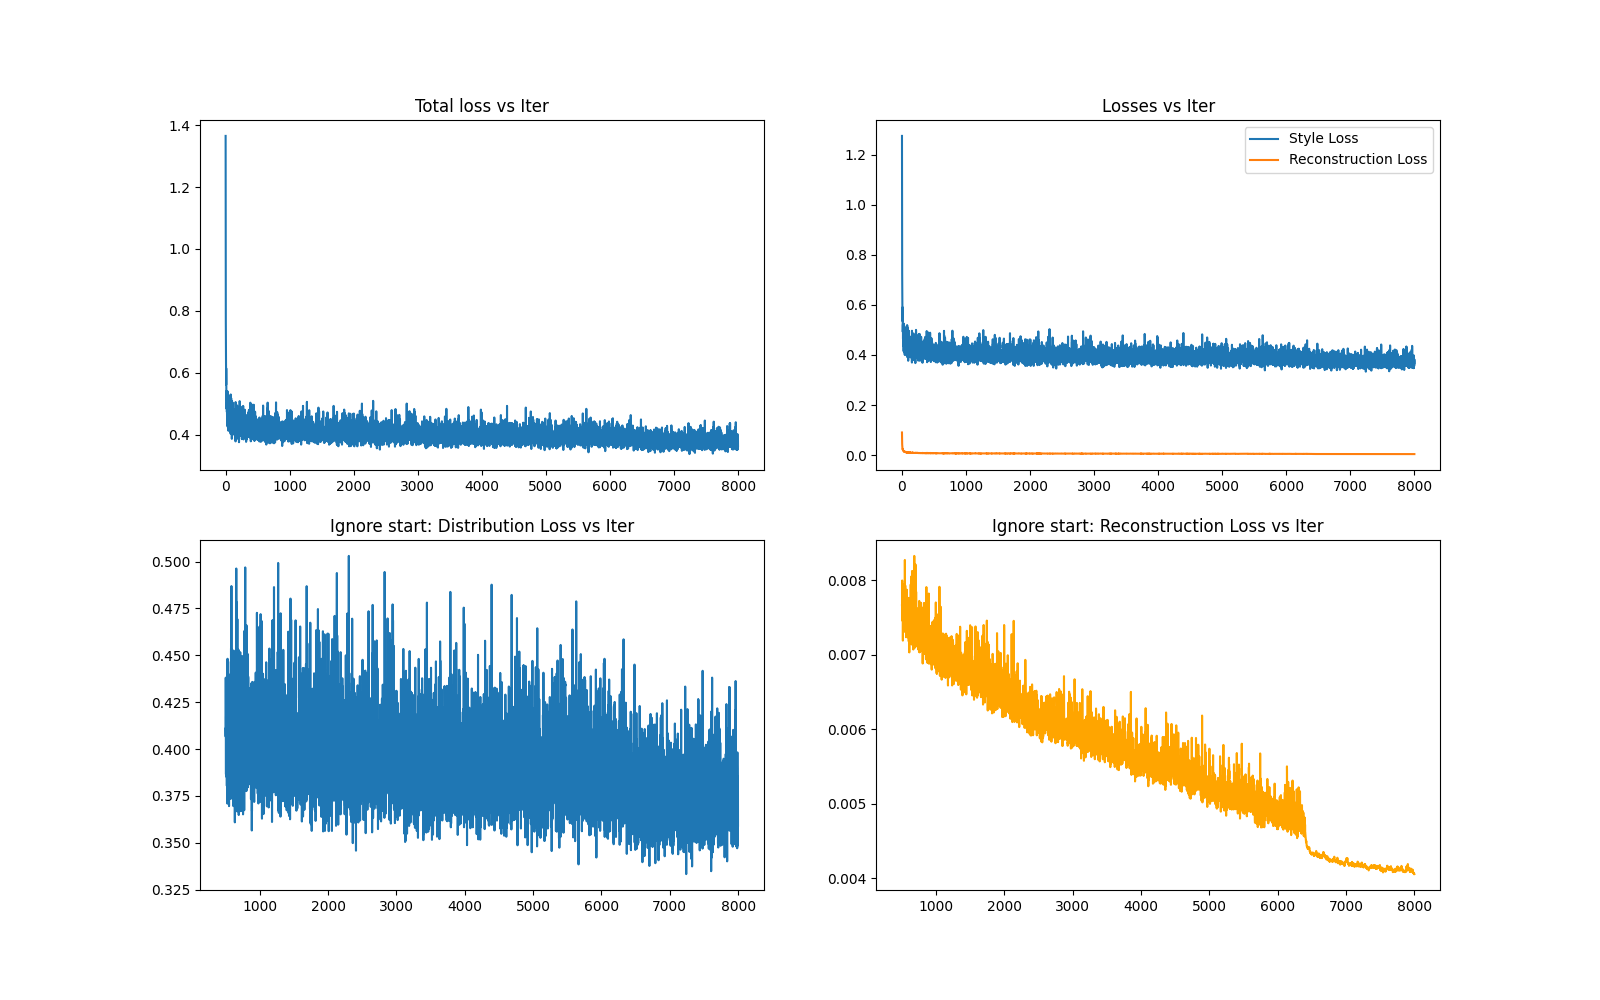 Total loss vs Iter
1.4
1.2
1.0
0.8
0.6
0.4
0 1000 2000 3000 4000 5000 6000 7000 8000
Losses vs Iter
Style Loss
Reconstruction Loss
1.2
1.0
0.8
0.6
0.4
0.2
0.0
0 1000 2000 3000 4000 5000 6000 7000 8000
Ignore start: Distribution Loss vs Iter
0.500
0.475
0.450
0.425
0.400
0.375
0.350
0.325
1000 2000 3000 4000 5000 6000 7000 8000
Ignore start: Reconstruction Loss vs Iter
0.008
0.007
0.006
0.005
0.004
1000 2000 3000 4000 5000 6000 7000 8000